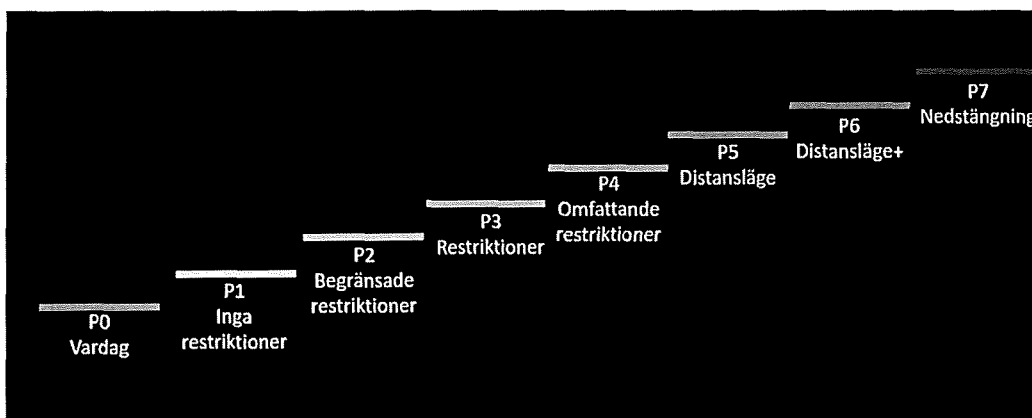 P0
Vardag
P1
Inga
restriktioner
P2
Begränsade
restriktioner
P3
Restriktioner
P4
Omfattande
restriktioner
P5
Distansläge
P6
Distansläge+
P7
Nedstängning